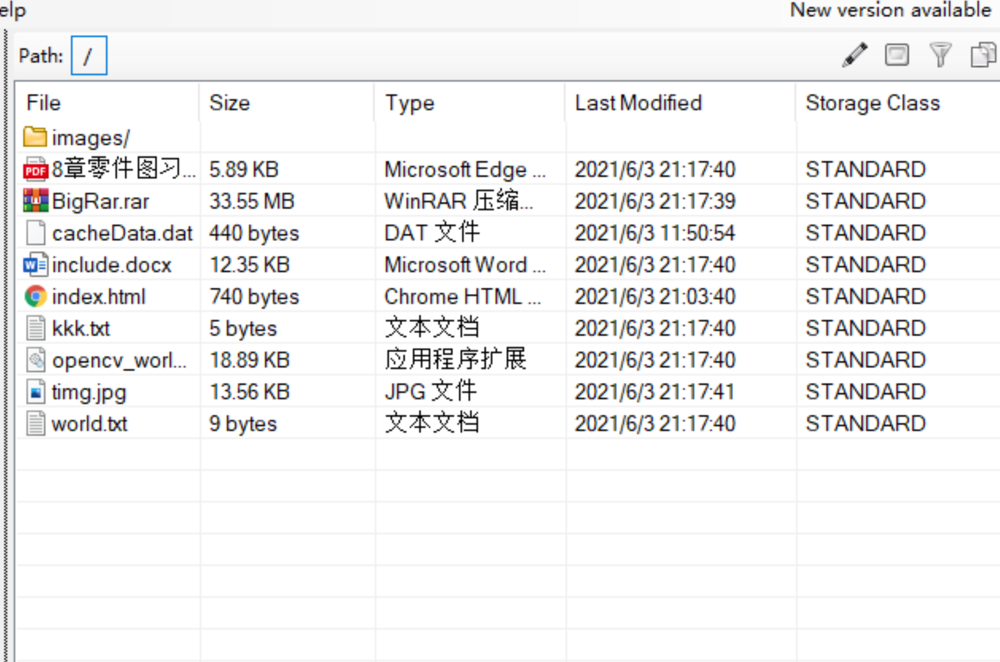 elp New version available
Path: /
File Size Type Last Modified Storage Class
images/
PDF 8章零件图习... 5.89 KB Microsoft Edge ... 2021/6/3 21:17:40 STANDARD
BigRar.rar 33.55 MB WinRAR 压缩... 2021/6/3 21:17:39 STANDARD
cacheData.dat 440 bytes DAT 文件 2021/6/3 11:50:54 STANDARD
W include.docx 12.35 KB Microsoft Word ... 2021/6/3 21:17:40 STANDARD
index.html 740 bytes Chrome HTML ... 2021/6/3 21:03:40 STANDARD
kkk.txt 5 bytes 文本文档 2021/6/3 21:17:40 STANDARD
opencv_worl... 18.89 KB 应用程序扩展 2021/6/3 21:17:40 STANDARD
timg.jpg 13.56 KB JPG 文件 2021/6/3 21:17:41 STANDARD
world.txt 9 bytes 文本文档 2021/6/3 21:17:40 STANDARD